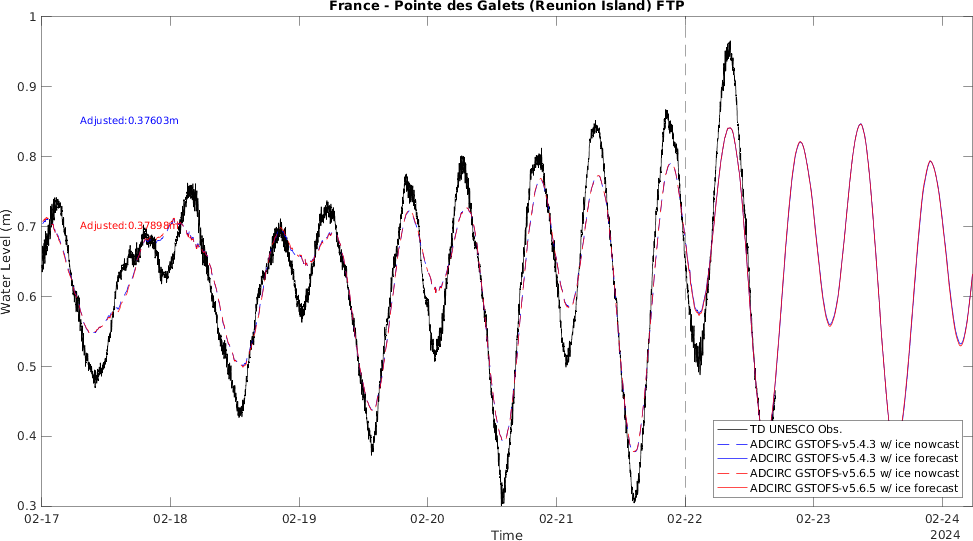 France - Pointe des Galets (Reunion Island) FTP
1
0.9
0.8
0.7
0.6
0.5
0.4
0.3
Water Level (m)
Adjusted:0.37603m
Adjusted:0.37898m
TD UNESCO Obs.
ADCIRC GSTOFS-v5.4.3 w/ ice nowcast
ADCIRC GSTOFS-v5.4.3 w/ ice forecast
ADCIRC GSTOFS-v5.6.5 w/ ice nowcast
ADCIRC GSTOFS-v5.6.5 w/ ice forecast
02-17 02-18 02-19 02-20 02-21 02-22 02-23 02-24
Time
2024